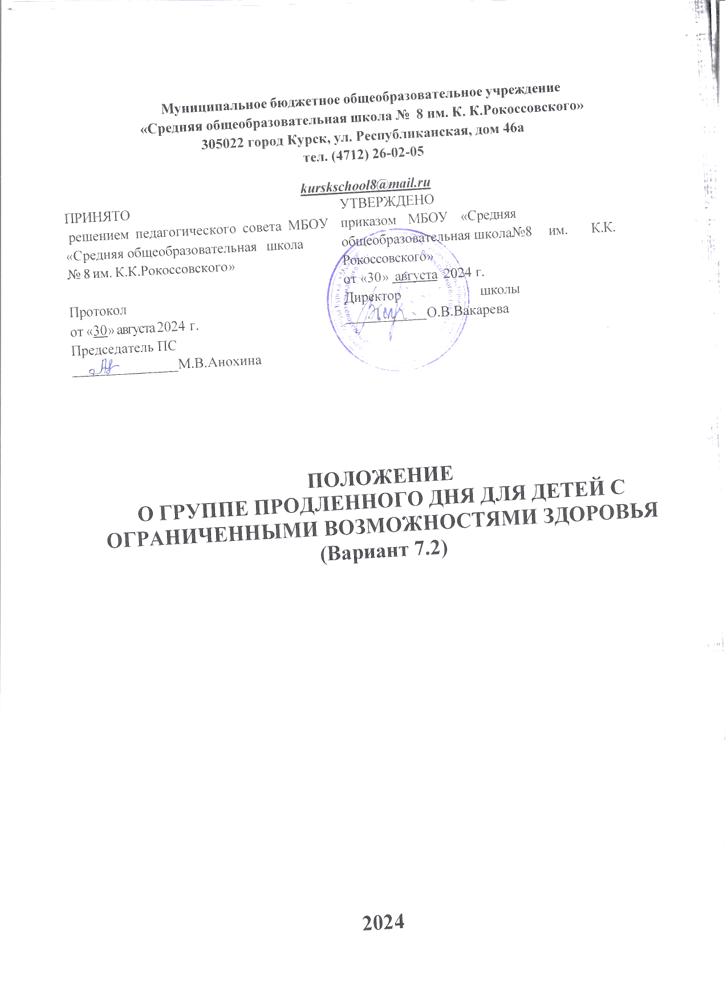 Муниципальное бюджетное общеобразовательное учреждение
«Средняя общеобразовательная школа № 8 им. К. К.Рокоссовского»
305022 город Курск, ул. Республиканская, дом 46а
тел. (4712) 26-02-05
kurskschool8@mail.ru
ПРИНЯТО
решением педагогического совета МБОУ
«Средняя общеобразовательная школа
№ 8 им. К.К.Рокоссовского»
Протокол
от «30» августа 2024 г.
Председатель ПС
М.В.Анохина
УТВЕРЖДЕНО
приказом МБОУ «Средняя
общеобразовательная школа№8 им. К.К.
Рокоссовского»
от «30» августа 2024 г.
Директор школы
О.В.Вакарева
ПОЛОЖЕНИЕ
О ГРУППЕ ПРОДЛЕННОГО ДНЯ ДЛЯ ДЕТЕЙ С
ОГРАНИЧЕННЫМИ ВОЗМОЖНОСТЯМИ ЗДОРОВЬЯ
(Вариант 7.2)
2024